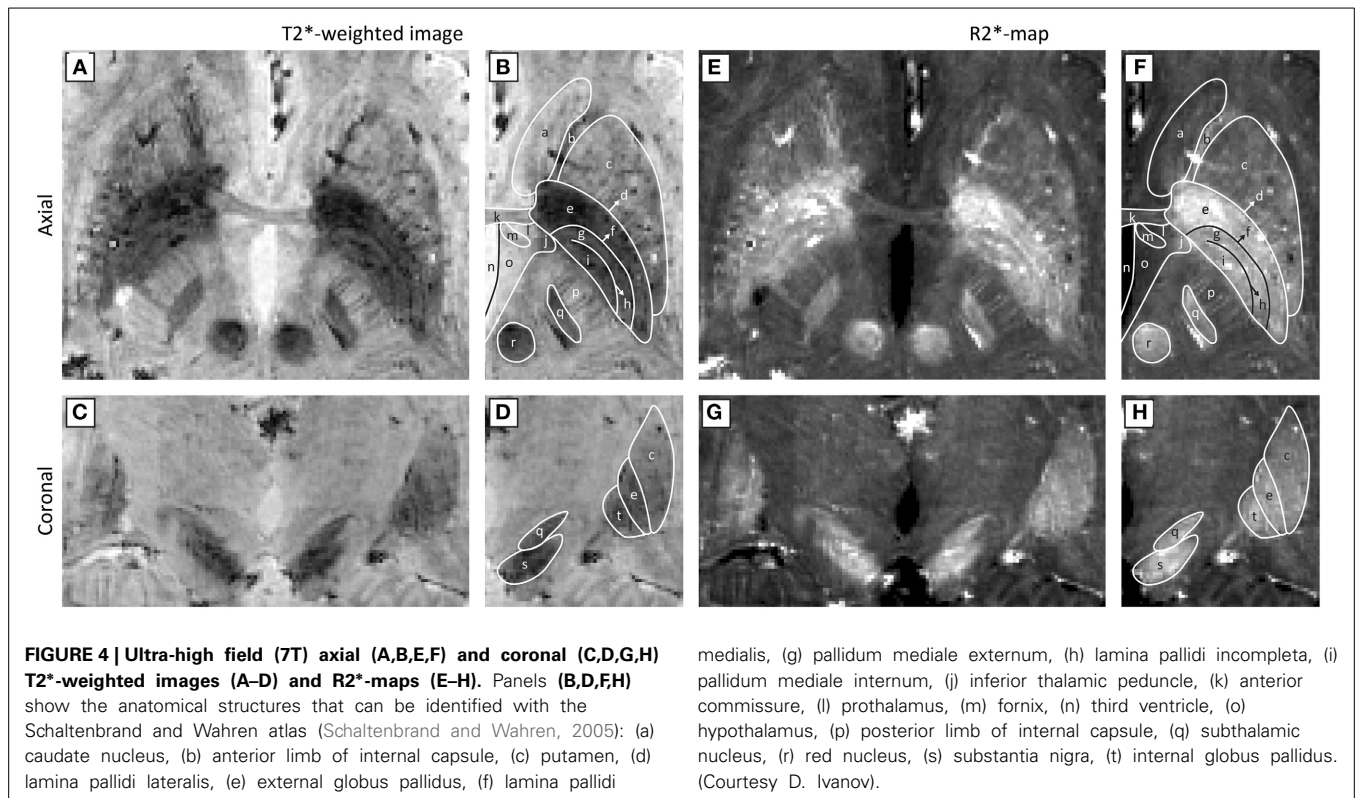 T2*-weighted image
R2*-map
Axial
Coronal
A
B
a
b
c
d
e
f
g
h
i
j
k
l
m
n
o
p
q
r
E
F
a
b
c
d
e
f
g
h
i
j
k
m
n
o
p
q
r
C
D
c
e
t
q
s
G
H
c
e
t
q
s
FIGURE 4 | Ultra-high field (7T) axial (A,B,E,F) and coronal (C,D,G,H)
T2*-weighted images (A–D) and R2*-maps (E–H). Panels (B,D,F,H)
show the anatomical structures that can be identified with the
Schaltenbrand and Wahren atlas (Schaltenbrand and Wahren, 2005): (a)
caudate nucleus, (b) anterior limb of internal capsule, (c) putamen, (d)
lamina pallidi lateralis, (e) external globus pallidus, (f) lamina pallidi
medialis, (g) pallidum mediale externum, (h) lamina pallidi incompleta, (i)
pallidum mediale internum, (j) inferior thalamic peduncle, (k) anterior
commissure, (l) prothalamus, (m) fornix, (n) third ventricle, (o)
hypothalamus, (p) posterior limb of internal capsule, (q) subthalamic
nucleus, (r) red nucleus, (s) substantia nigra, (t) internal globus pallidus.
(Courtesy D. Ivanov).